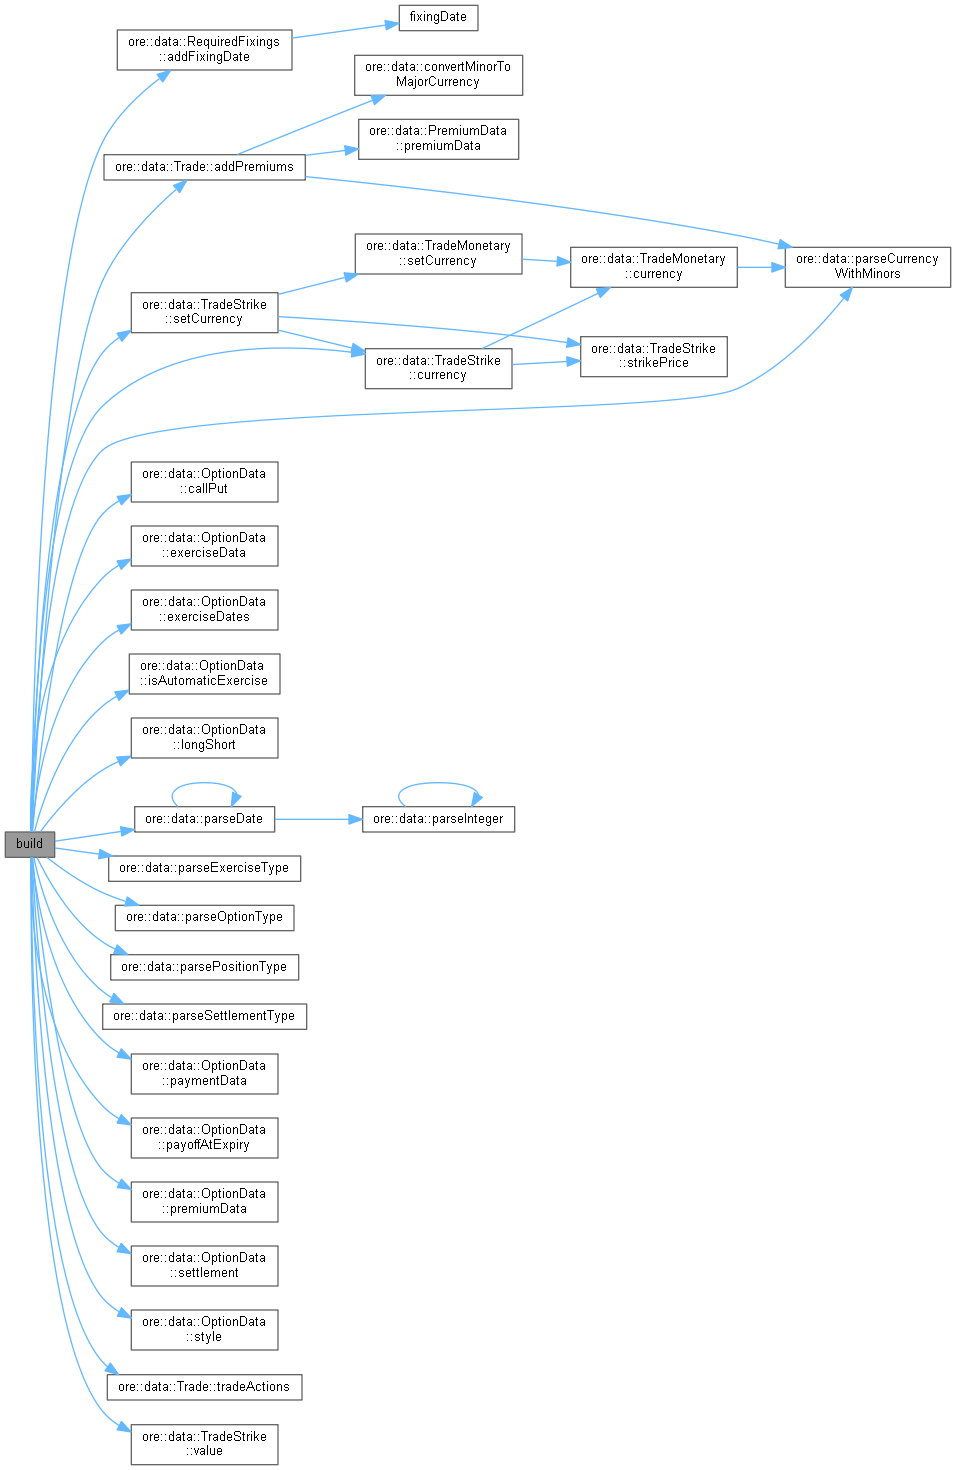 fixingDate
ore::data::RequiredFixings
::addFixingDate
ore::data::convertMinorTo
MajorCurrency
ore::data::PremiumData
::premiumData
ore::data::Trade::addPremiums
ore::data::TradeMonetary
::setCurrency
ore::data::TradeMonetary
::currency
ore::data::parseCurrency
WithMinors
ore::data::TradeStrike
::setCurrency
ore::data::TradeStrike
::strikePrice
ore::data::TradeStrike
::currency
ore::data::OptionData
::callPut
ore::data::OptionData
::exerciseData
ore::data::OptionData
::exerciseDates
ore::data::OptionData
::isAutomaticExercise
ore::data::OptionData
::longShort
ore::data::parseDate
ore::data::parseInteger
build
ore::data::parseExerciseType
ore::data::parseOptionType
ore::data::parsePositionType
ore::data::parseSettlementType
ore::data::OptionData
::paymentData
ore::data::OptionData
::payoffAtExpiry
ore::data::OptionData
::premiumData
ore::data::OptionData
::settlement
ore::data::OptionData
::style
ore::data::Trade::tradeActions
ore::data::TradeStrike
::value